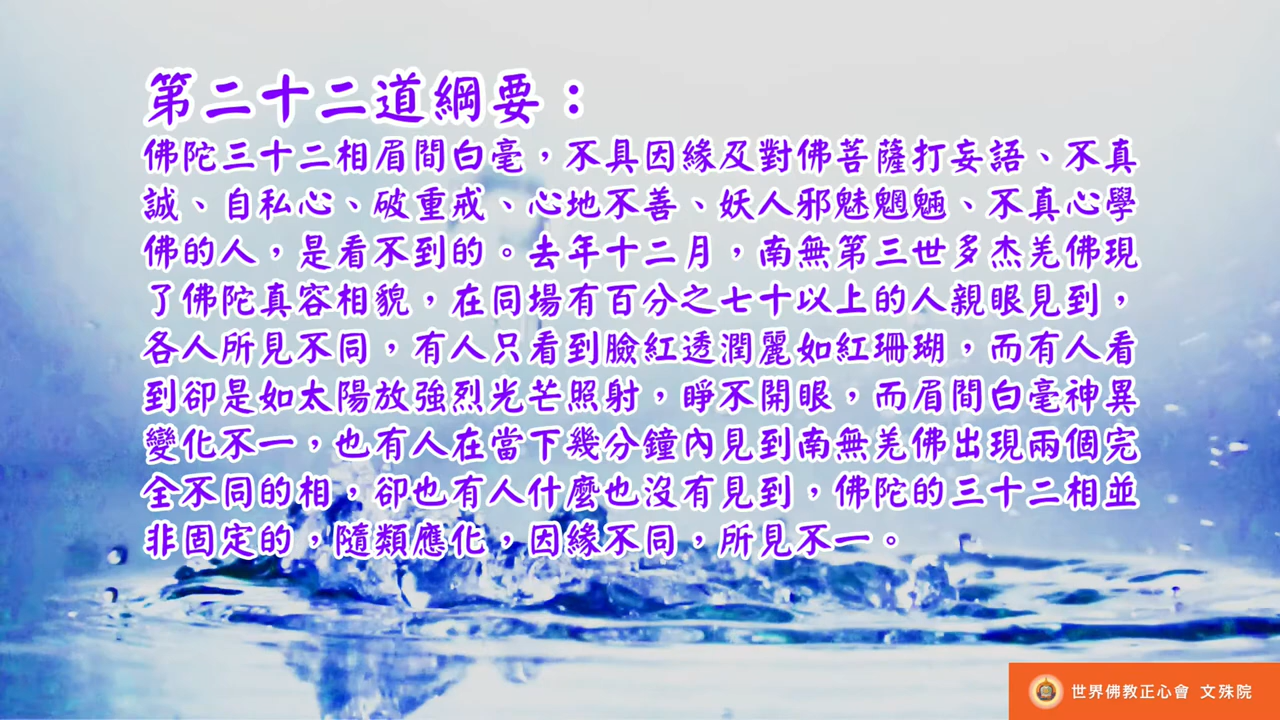 第二十二道綱要：
佛陀三十二相眉間白毫，不具因緣及對佛菩薩打妄語、不真
誠、自私心、破重戒、心地不善、妖人邪魅魍魎、不真心學
佛的人，是看不到的。去年十二月，南無第三世多杰羌佛現
了佛陀真容相貌，在同場有百分之七十以上的人親眼見到，
各人所見不同，有人只看到臉紅透潤麗如紅珊瑚，而有人看
到卻是如太陽放強烈光芒照射，睜不開眼，而眉間白毫神異
變化不一，也有人在當下幾分鐘內見到南無羌佛出現兩個完
全不同的相，卻也有人什麼也沒有見到，佛陀的三十二相並
非固定的，隨類應化，因緣不同，所見不一。
世界佛教正心會 文殊院